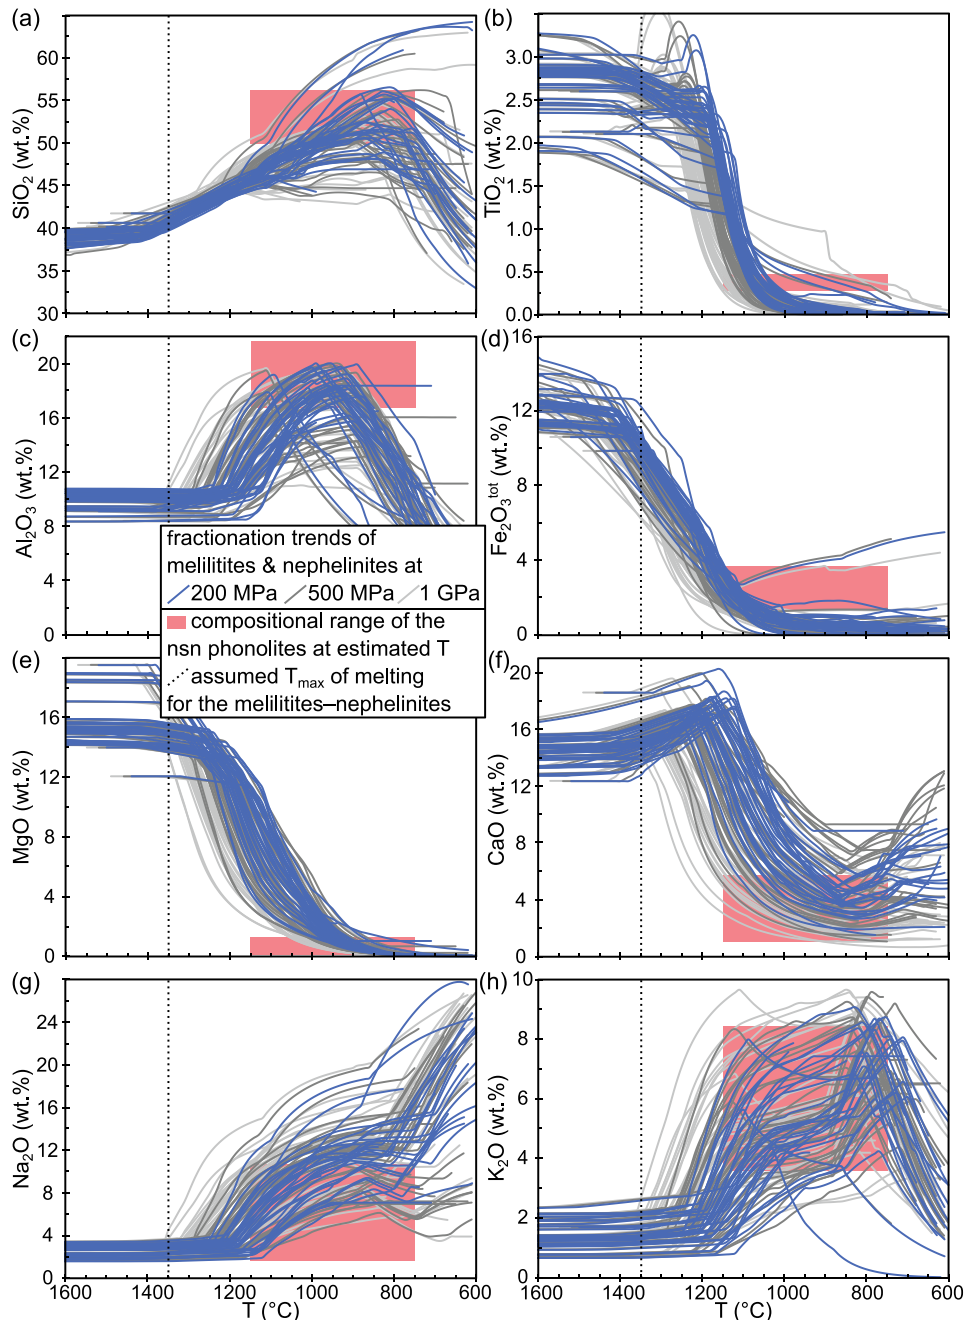 (a)
SiO2 (wt.%)
60
55
50
45
40
35
30
(b)
TiO2 (wt.%)
3.0
2.5
2.0
1.5
1.0
0.5
0.0
(c)
Al2O3 (wt.%)
20
16
12
8
4
0
(d)
Fe2O3tot (wt.%)
16
12
8
4
0
fractionation trends of
melilitites & nephelinites at
200 MPa 500 MPa 1 GPa
compositional range of the
nsn phonolites at estimated T
assumed Tmax of melting
for the melilitites–nephelinites
(e)
MgO (wt.%)
16
12
8
4
0
(f)
CaO (wt.%)
20
16
12
8
4
0
(g)
Na2O (wt.%)
24
20
16
12
8
4
0
1600 1400 1200 1000 800 600
T (°C)
(h)
K2O (wt.%)
10
8
6
4
2
0
1600 1400 1200 1000 800 600
T (°C)